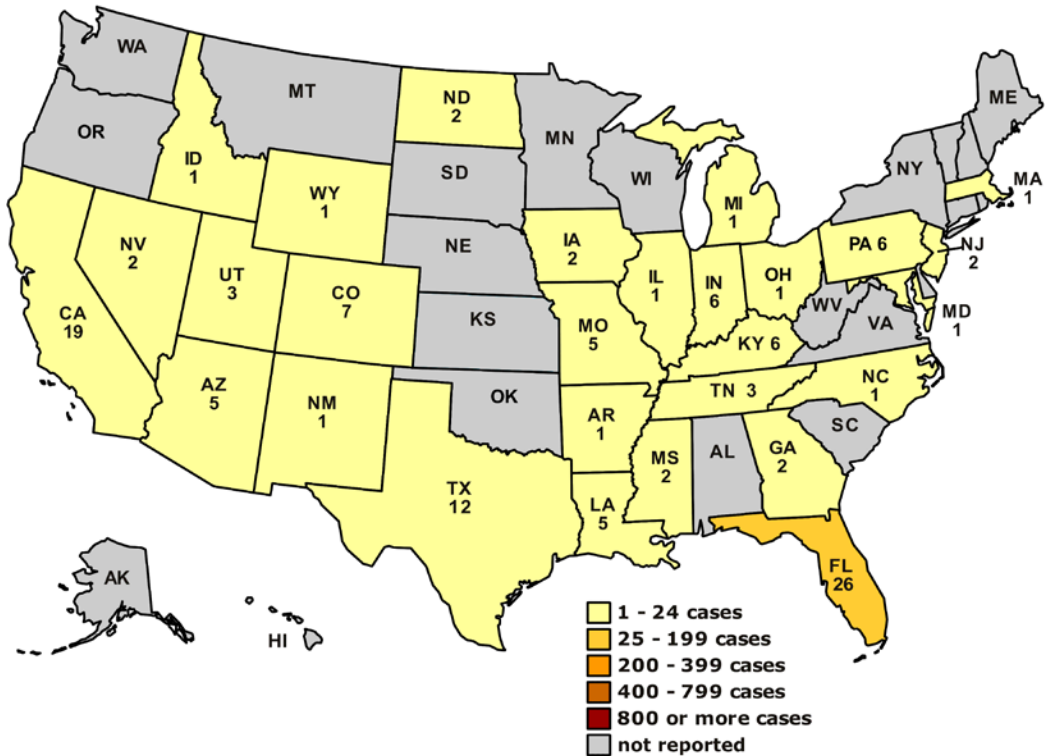 WA
MT
ND
2
MN
ME
OR
ID
1
SD
WI
NY
MA
1
WY
1
MI
1
NV
2
NE
IA
2
PA 6
NJ
2
UT
3
CO
7
IL
1
IN
6
OH
1
CA
19
KS
MO
5
WV
VA
MD
1
KY 6
AZ
5
NM
1
OK
AR
1
TN 3
NC
1
SC
TX
12
MS
2
AL
GA
2
LA
5
FL
26
AK
HI
1 - 24 cases
25 - 199 cases
200 - 399 cases
400 - 799 cases
800 or more cases
not reported